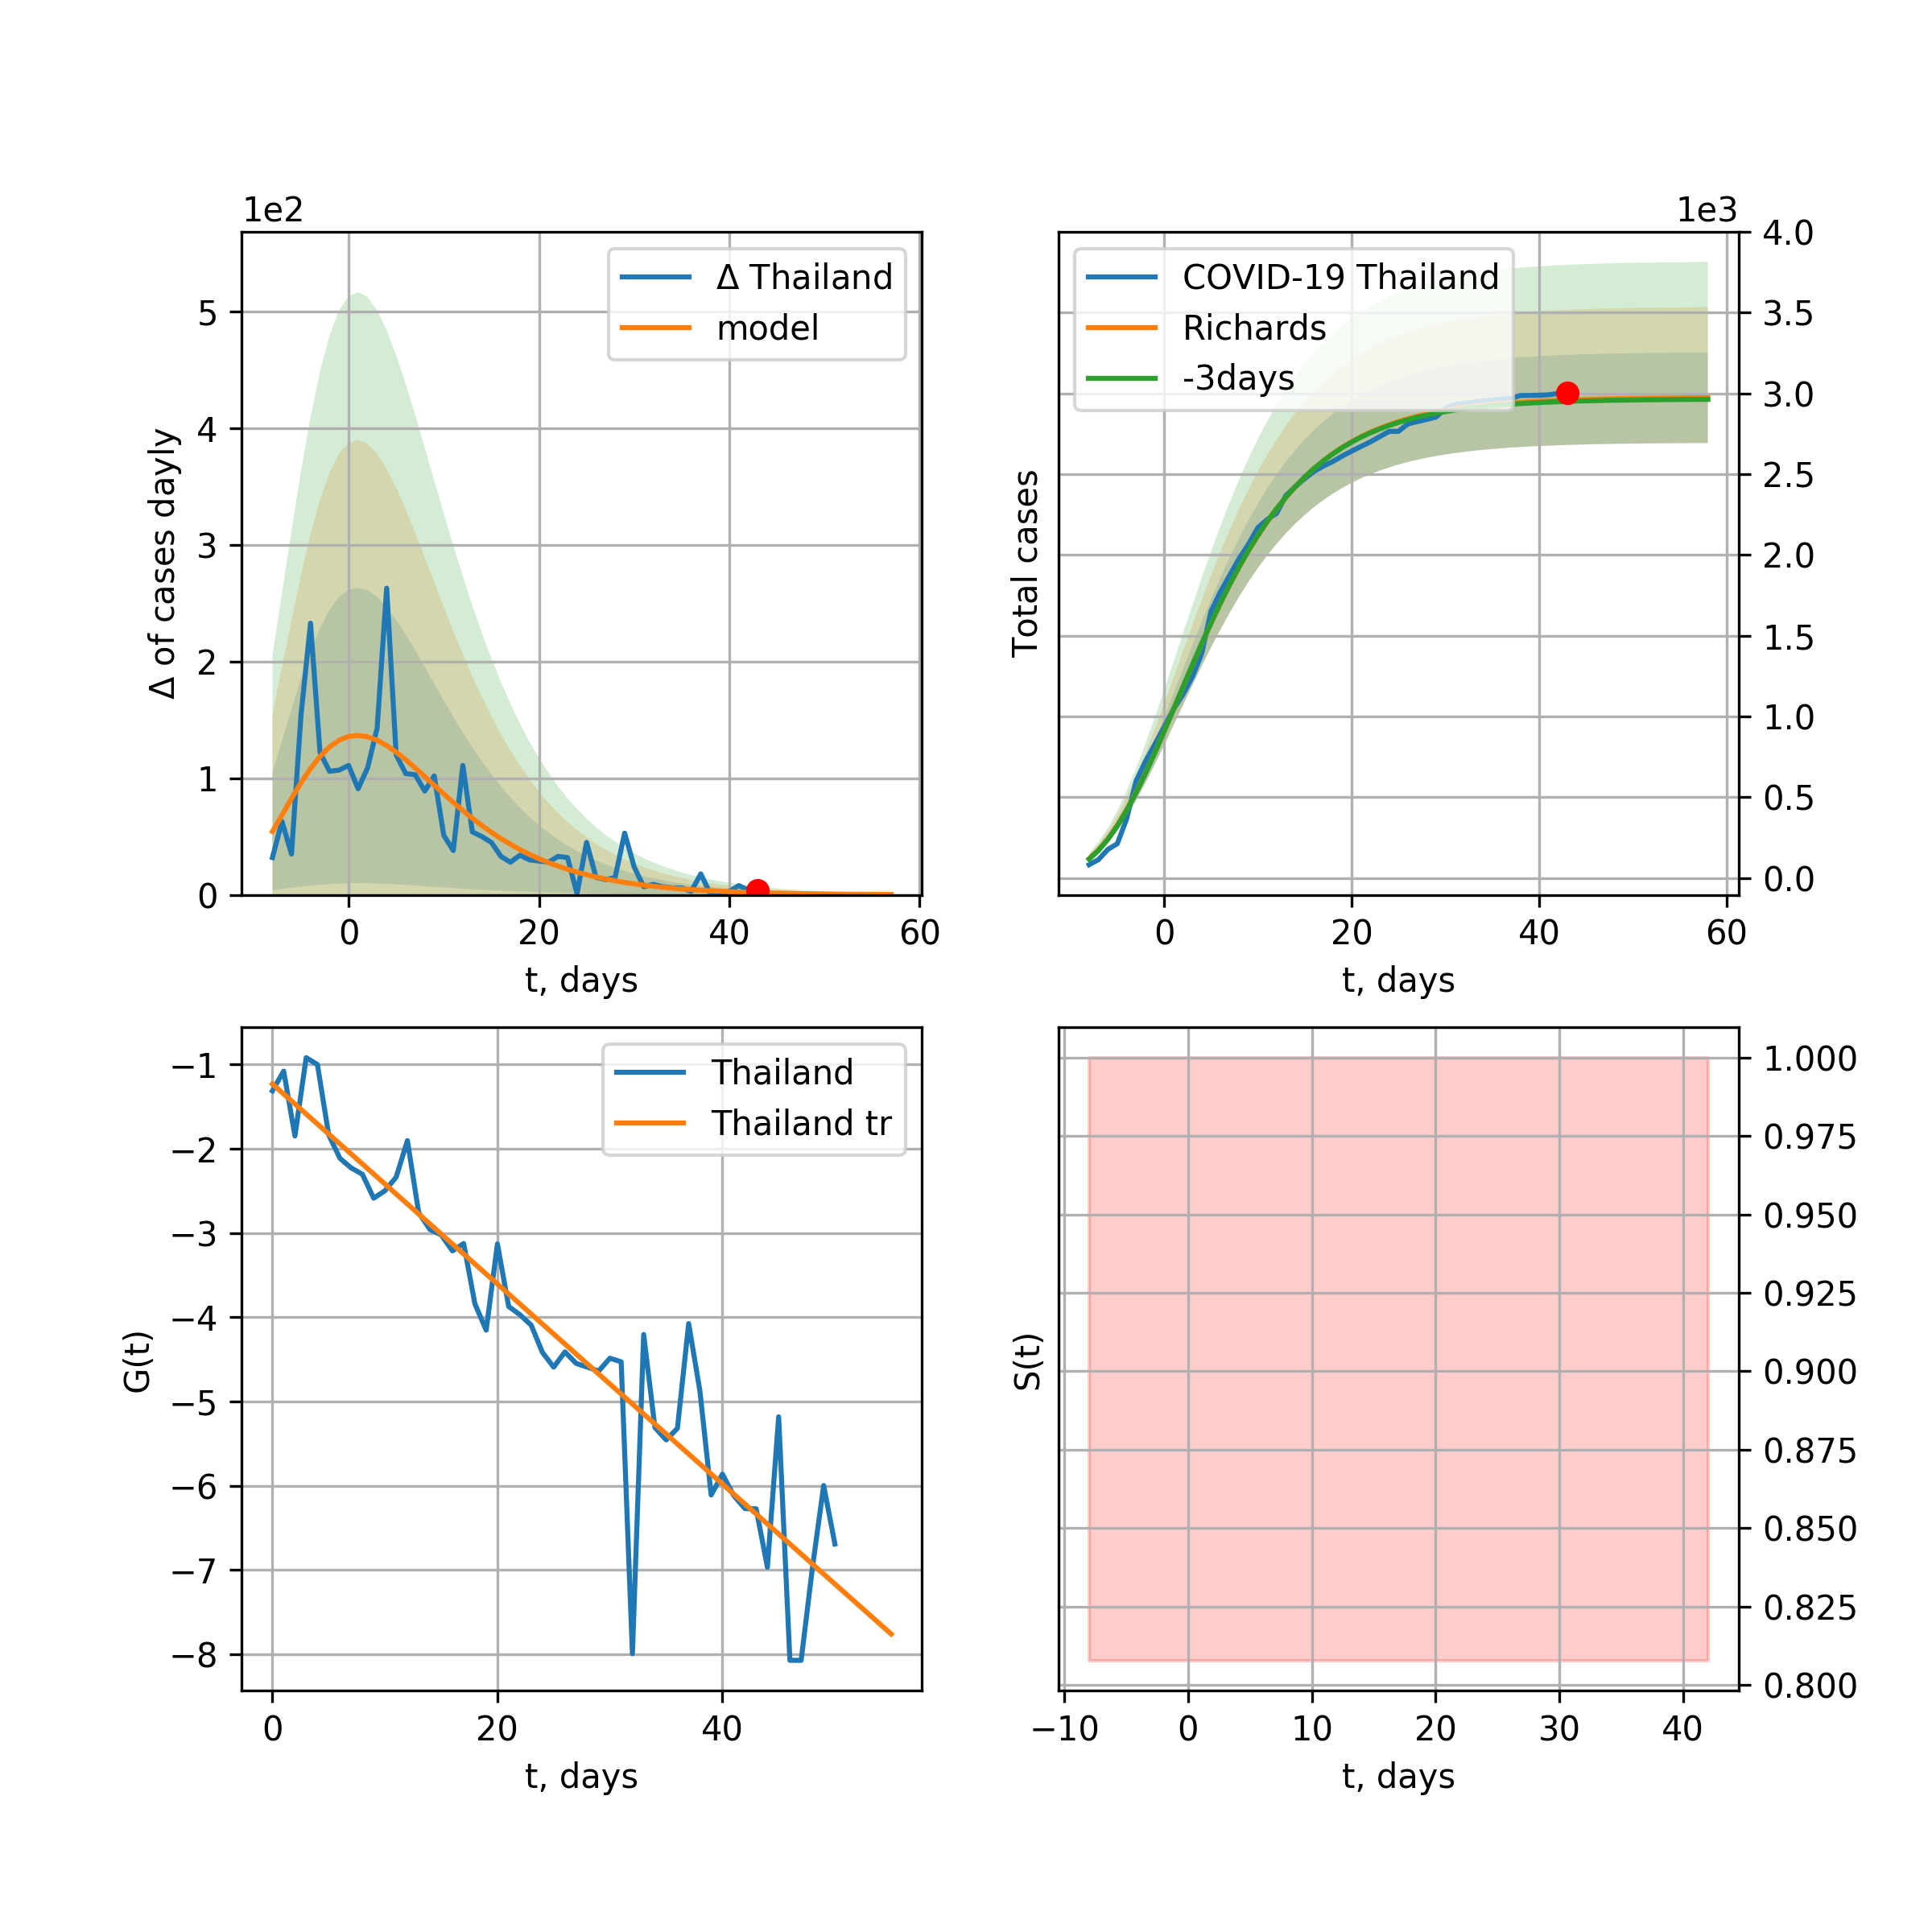 1e2
Δ of cases dayly
5
4
3
2
1
0
0 20 40 60
t, days
Δ Thailand
model
1e3
Total cases
4.0
3.5
3.0
2.5
2.0
1.5
1.0
0.5
0.0
0 20 40 60
t, days
COVID-19 Thailand
Richards
-3days
G(t)
−1
−2
−3
−4
−5
−6
−7
−8
0 20 40
t, days
Thailand
Thailand tr
S(t)
1.000
0.975
0.950
0.925
0.900
0.875
0.850
0.825
0.800
−10 0 10 20 30 40
t, days